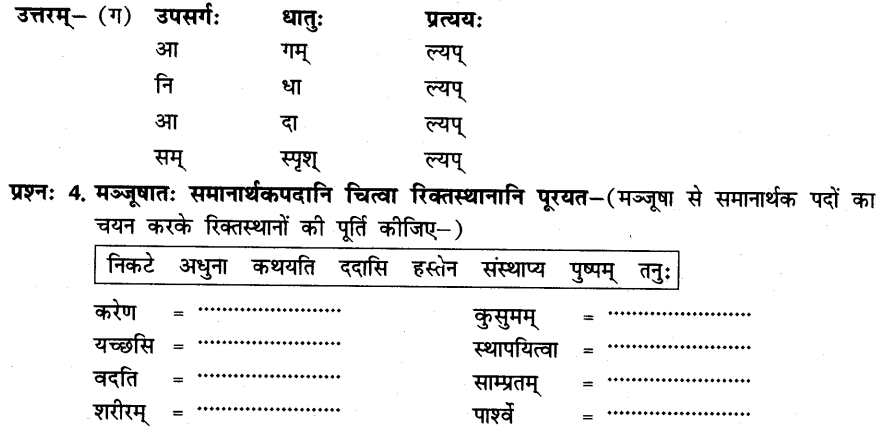 उत्तरम्– (ग) उपसर्गः धातुः प्रत्ययः
आ गम् ल्यप्
नि धा ल्यप्
आ दा ल्यप्
सम् स्पृश् ल्यप्
प्रश्नः 4. मञ्जूषातः समानार्थकपदानि चित्वा रिक्तस्थानानि पूरयत–(मञ्जूषा से समानार्थक पदों का
चयन करके रिक्तस्थानों की पूर्ति कीजिए–)
निकटे अधुना कथयति ददासि हस्तेन संस्थाप्य पुष्पम् तनुः
करेण = ........................ कुसुमम् = ........................
यच्छसि = ........................ स्थापयित्वा = ........................
वदति = ........................ साम्प्रतम् = ........................
शरीरम् = ........................ पार्श्वे = ........................